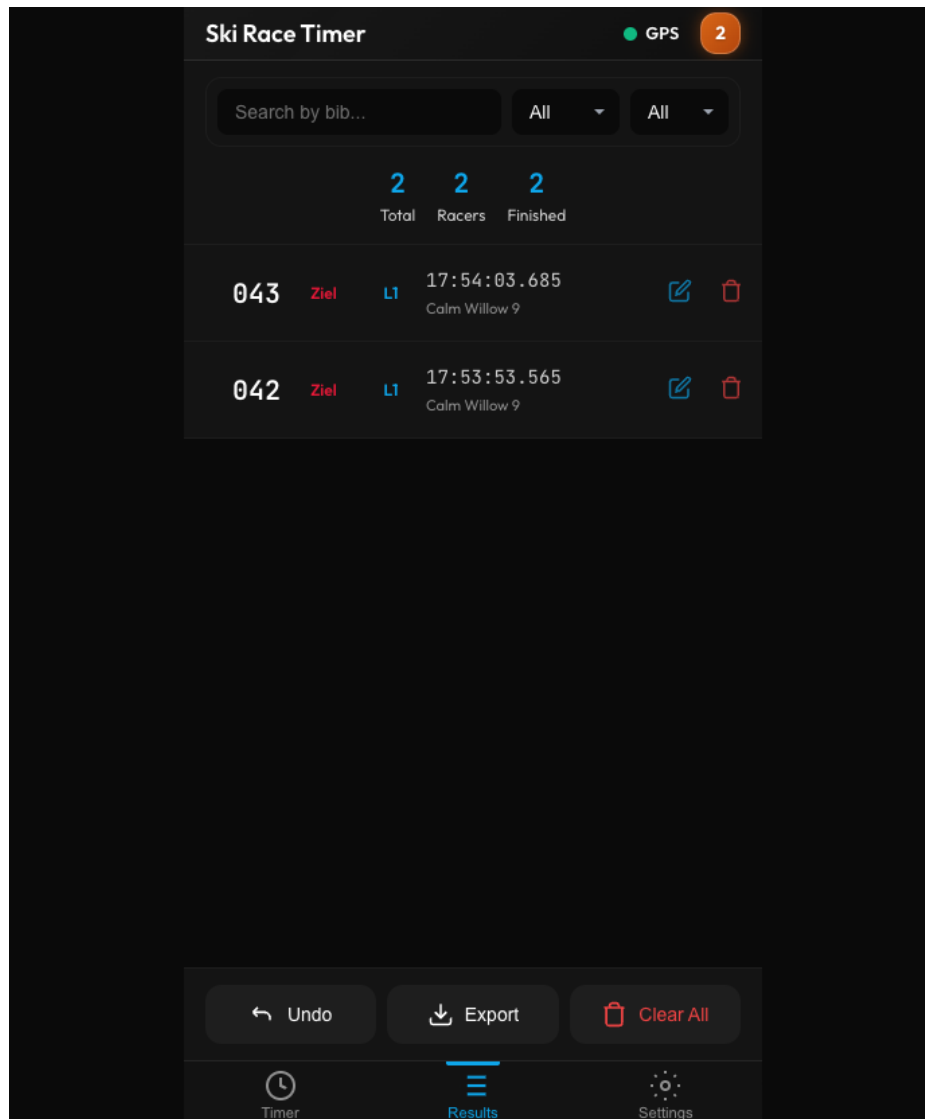 Ski Race Timer GPS 2
Search by bib... All All
2 2 2
Total Racers Finished
043 Ziel L1 17:54:03.685
Calm Willow 9
042 Ziel L1 17:53:53.565
Calm Willow 9
Undo Export Clear All
Timer Results Settings